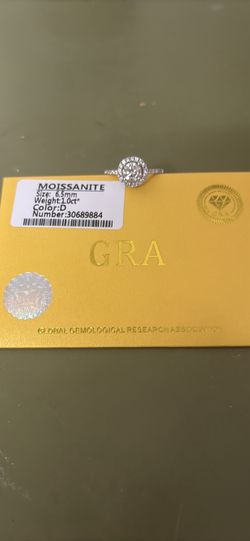 MOISSANITE
Size: 6.5mm
Weight:1.0ct*
Color:D
Number:30689884
GRA
GLOBAL GEMOLOGICAL RESEARCH ASSOCIATION